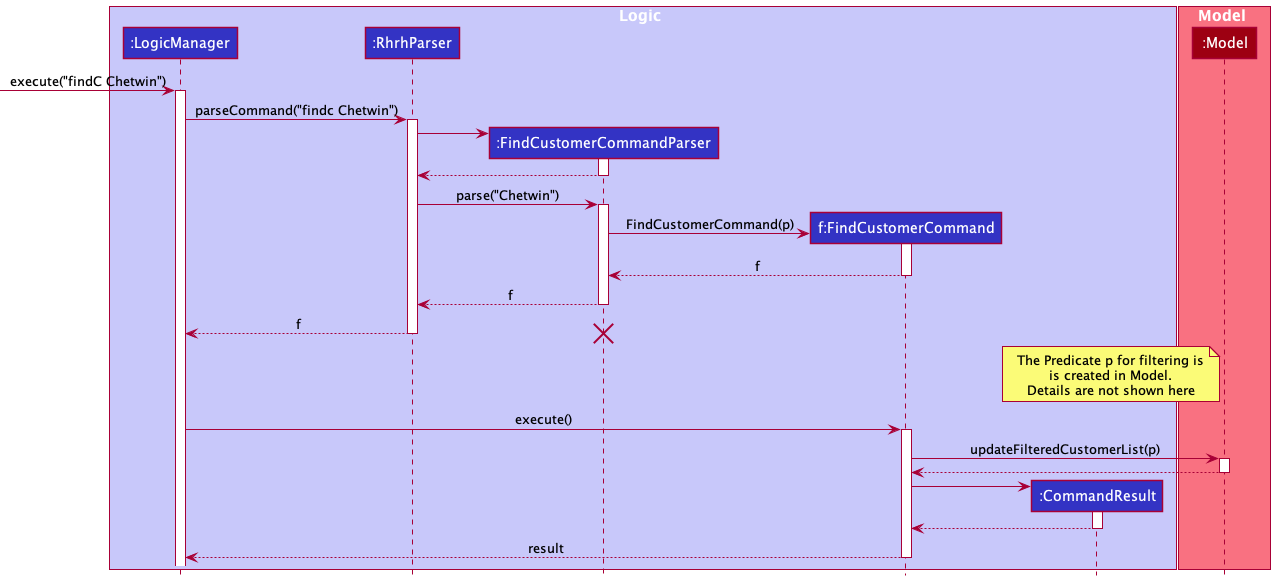 Logic
Model
:LogicManager
:RhrhParser
:Model
execute("findC Chetwin")
parseCommand("findc Chetwin")
:FindCustomerCommandParser
parse("Chetwin")
FindCustomerCommand(p)
f:FindCustomerCommand
f
f
f
The Predicate p for filtering is
is created in Model.
Details are not shown here
execute()
updateFilteredCustomerList(p)
:CommandResult
result